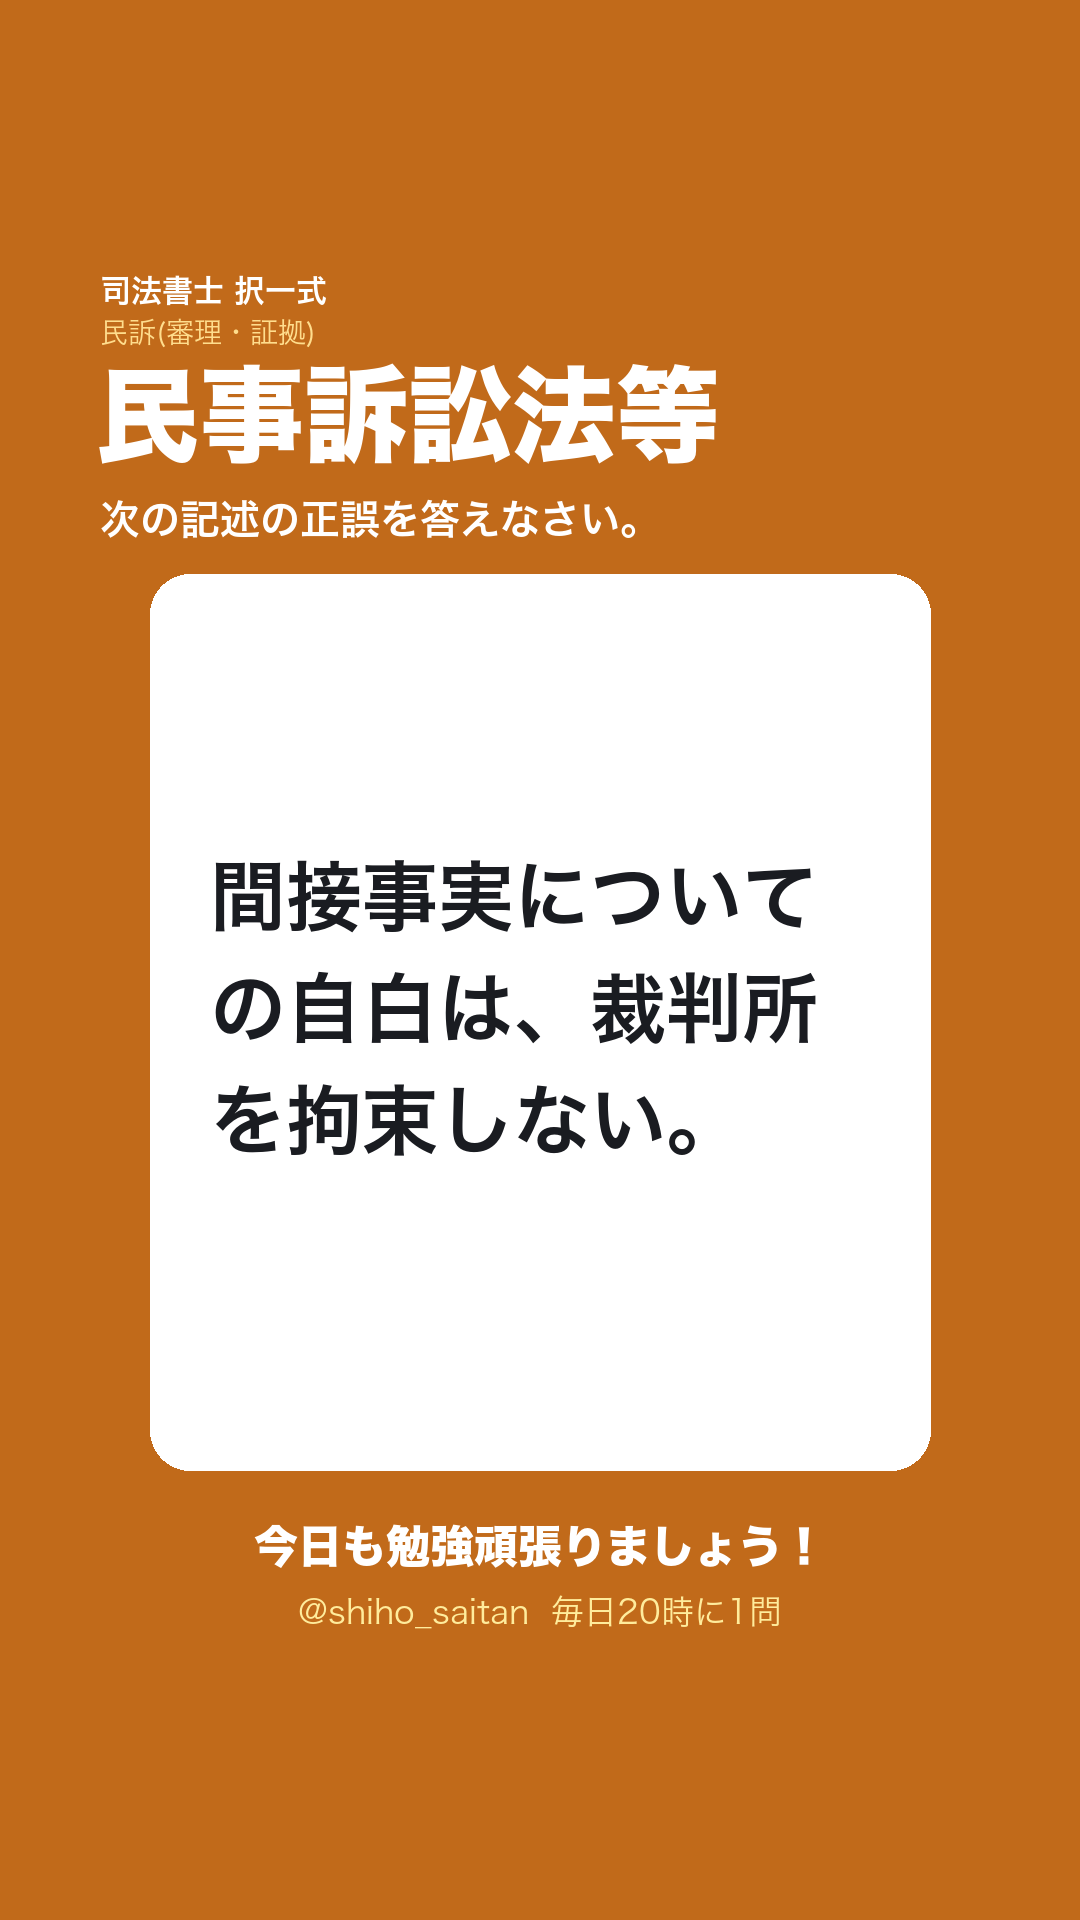 司法書士 択一式
民訴(審理・証拠)
民事訴訟法等
次の記述の正誤を答えなさい。
間接事実について
の自白は、裁判所
を拘束しない。
今日も勉強頑張りましょう！
@shiho_saitan 毎日20時に1問